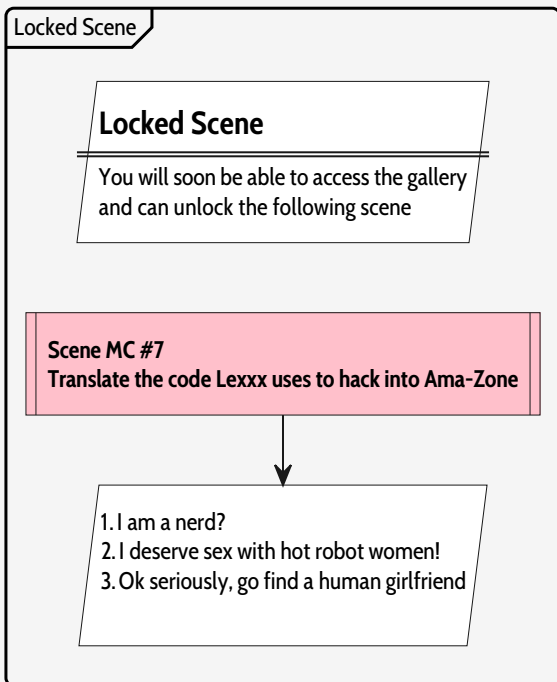 Locked Scene
Locked Scene
You will soon be able to access the gallery
and can unlock the following scene
Scene MC #7
Translate the code Lexxx uses to hack into Ama-Zone
1. I am a nerd?
2. I deserve sex with hot robot women!
3. Ok seriously, go find a human girlfriend